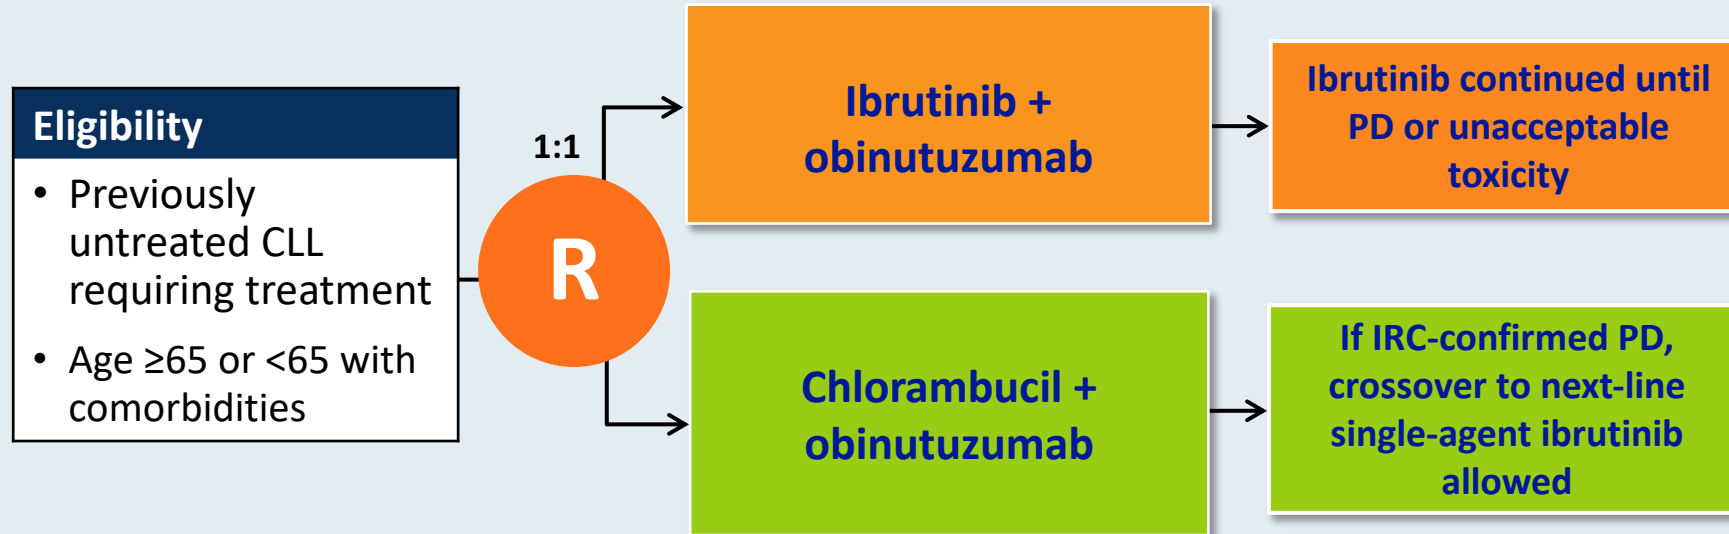 Eligibility
• Previously
untreated CLL
requiring treatment
• Age ≥65 or <65 with
comorbidities
1:1
R
Ibrutinib +
obinutuzumab
Ibrutinib continued until
PD or unacceptable
toxicity
Chlorambucil +
obinutuzumab
If IRC-confirmed PD,
crossover to next-line
single-agent ibrutinib
allowed